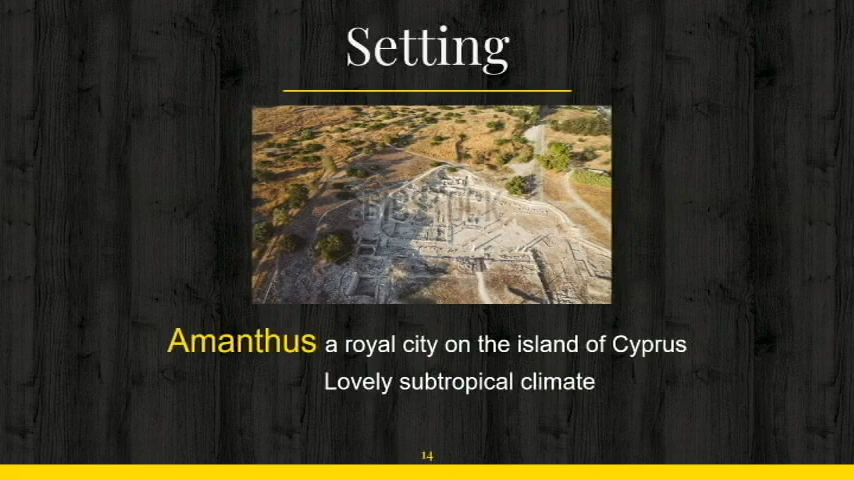 Setting
Amanthus a royal city on the island of Cyprus
Lovely subtropical climate
14